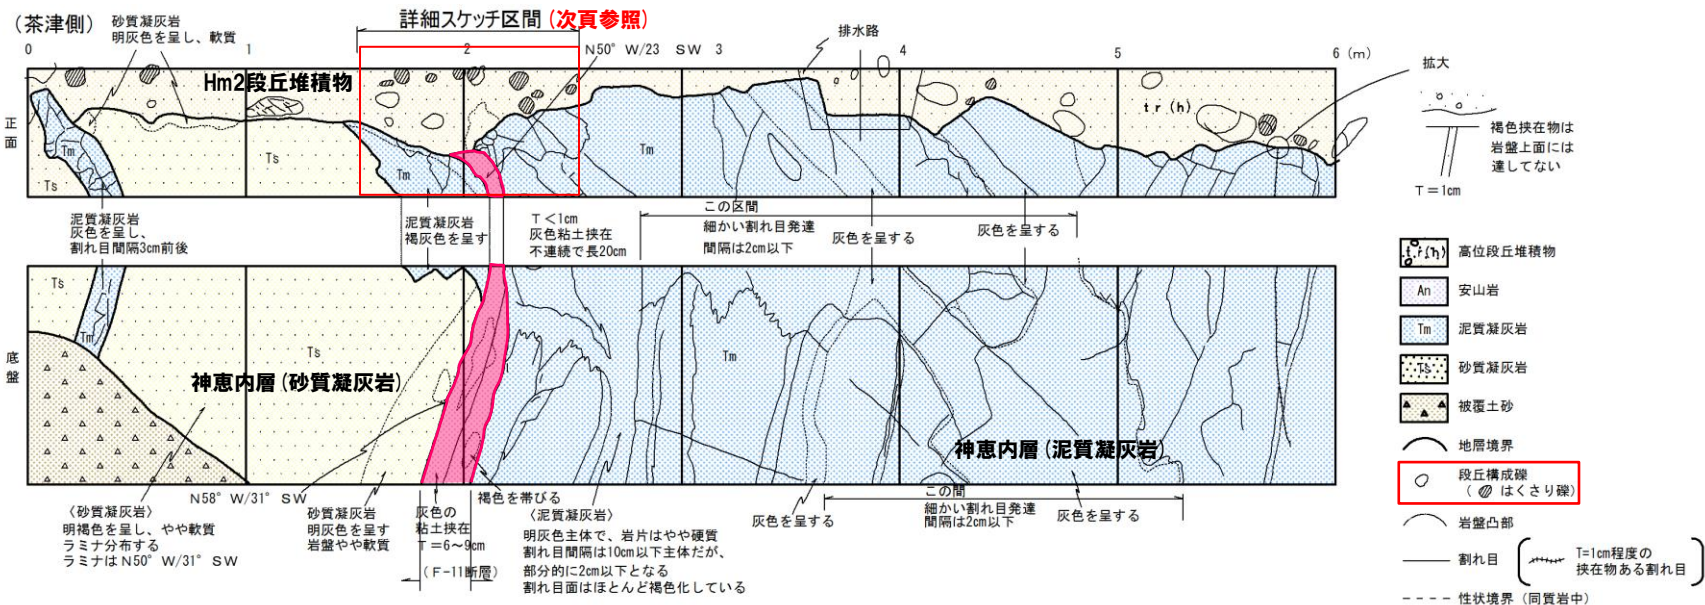 (茶津側)
砂質凝灰岩
明灰色を呈し、軟質
詳細スケッチ区間(次頁参照)
排水路
0
1
2
N50° W/23 SW
3
4
5
6 (m)
拡大
Hm2段丘堆積物
正面
tr(h)
Tm
Ts
Ts
Tm
Tm
褐色挟在物は
岩盤上面には
達してない
T=1cm
泥質凝灰岩
灰色を呈し、
割れ目間隔3cm前後
泥質凝灰岩
褐灰色を呈す
T<1cm
灰色粘土挟在
不連続で長20cm
この区間
細かい割れ目発達
間隔は2cm以下
灰色を呈する
灰色を呈する
底盤
Ts
Tm
Ts
Tm
神恵内層(砂質凝灰岩)
神恵内層(泥質凝灰岩)
N58° W/31° SW
〈砂質凝灰岩〉
明褐色を呈し、やや軟質
ラミナ分布する
ラミナはN50° W/31° SW
砂質凝灰岩
明灰色を呈す
岩盤やや軟質
灰色の
粘土挟在
T=6~9cm
(F-11断層)
褐色を帯びる
〈泥質凝灰岩〉
明灰色主体で、岩片はやや硬質
割れ目間隔は10cm以下主体だが、
部分的に2cm以下となる
割れ目面はほとんど褐色化している
灰色を呈する
この間
細かい割れ目発達
間隔は2cm以下
灰色を呈する
t.r(h) 高位段丘堆積物
An 安山岩
Tm 泥質凝灰岩
Ts 砂質凝灰岩
被覆土砂
地層境界
段丘構成礫
( はくさり礫)
岩盤凸部
割れ目
T=1cm程度の
挟在物ある割れ目
性状境界(同質岩中)